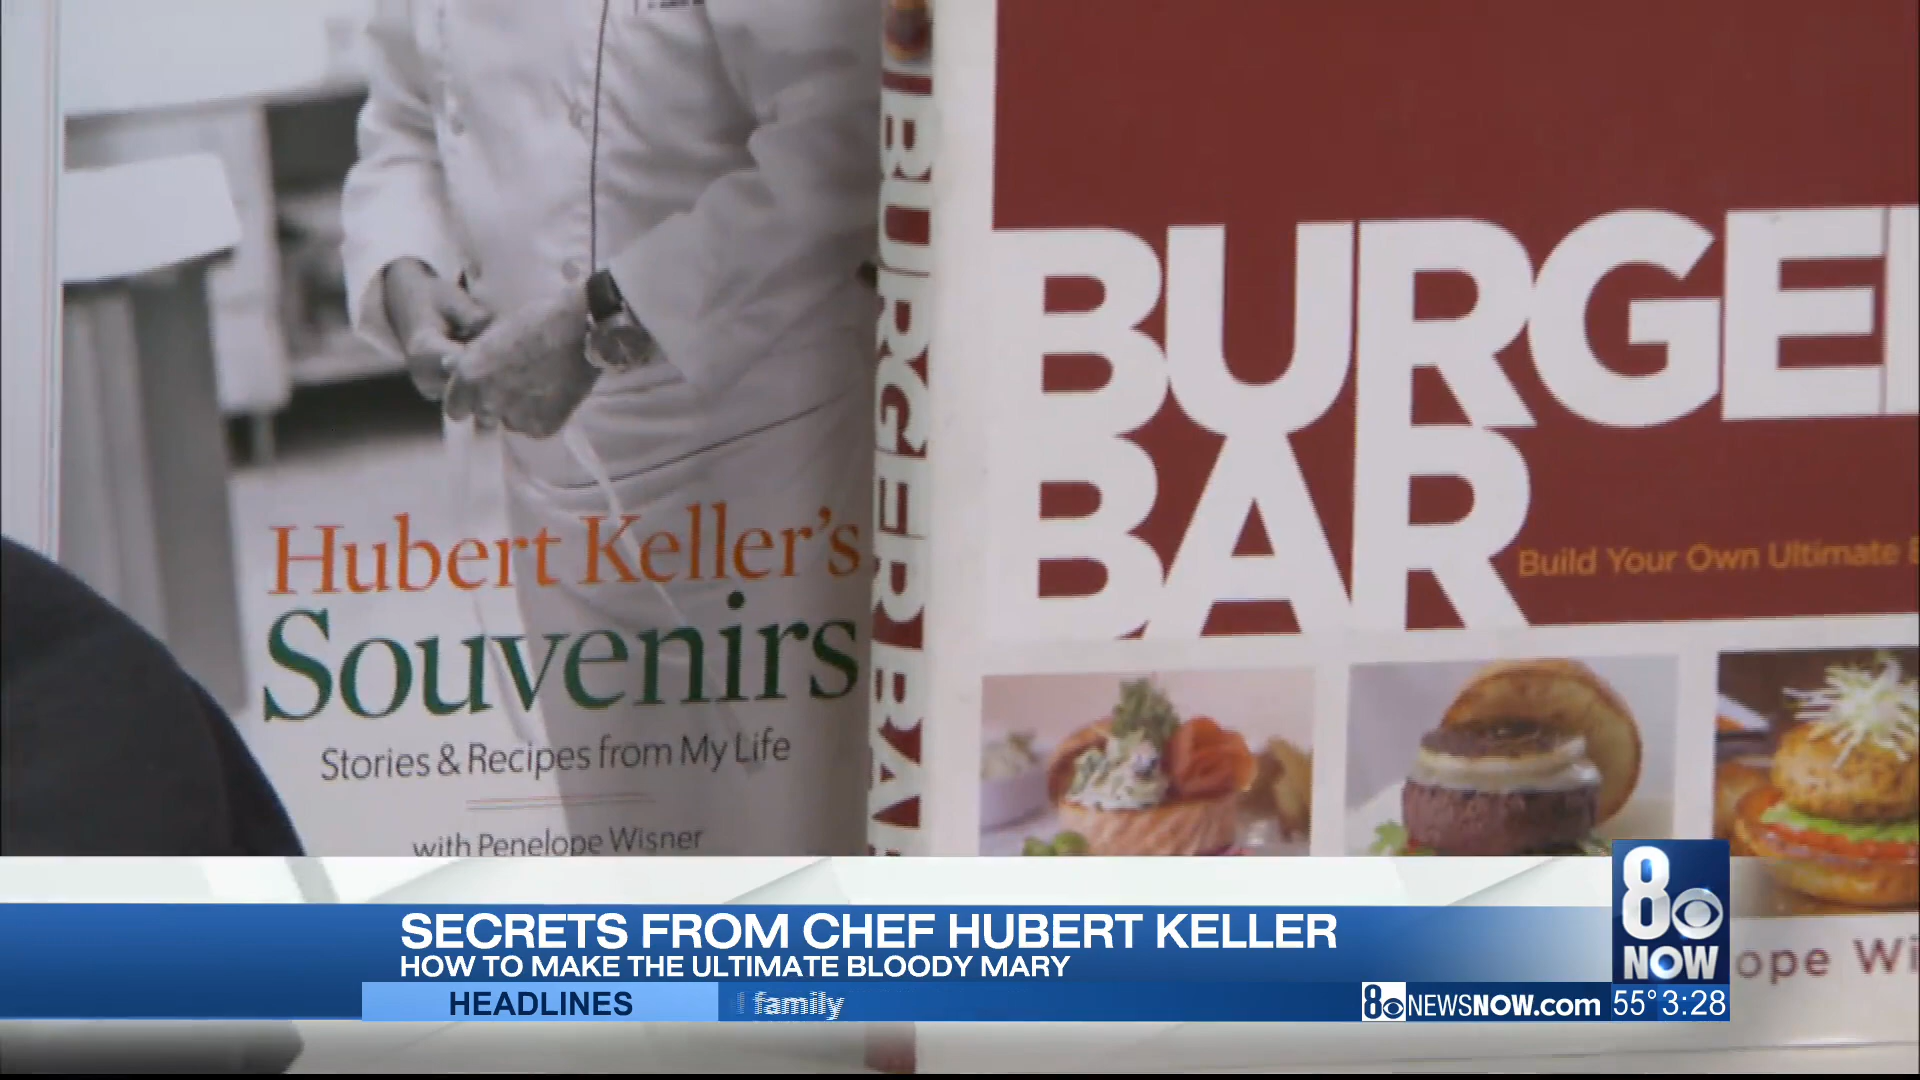 Hubert Keller's
Souvenirs
Stories & Recipes from My Life
with Penelope Wisner
BURGER BAR
BURGE
BAR
Build Your Own Ultimate
SECRETS FROM CHEF HUBERT KELLER
HOW TO MAKE THE ULTIMATE BLOODY MARY
HEADLINES
family
8
NOW
8NEWSNOW.com
55° 3:28
ope Wi